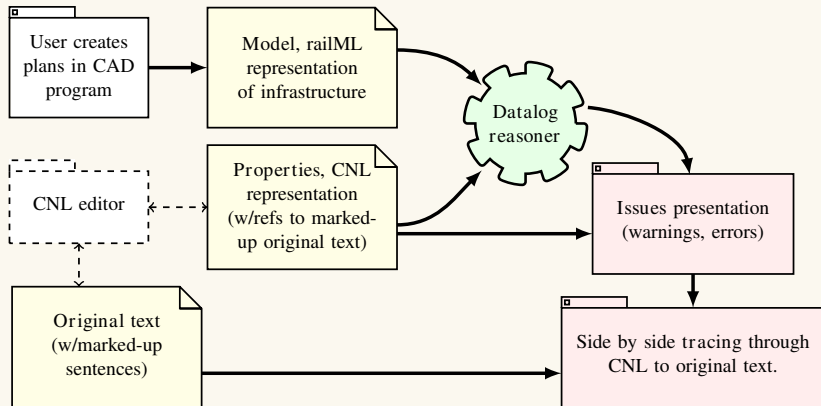 User creates
plans in CAD
program
Model, railML
representation
of infrastructure
Datalog
reasoner
CNL editor
Properties, CNL
representation
(w/refs to marked-
up original text)
Issues presentation
(warnings, errors)
Original text
(w/marked-up
sentences)
Side by side tracing through
CNL to original text.